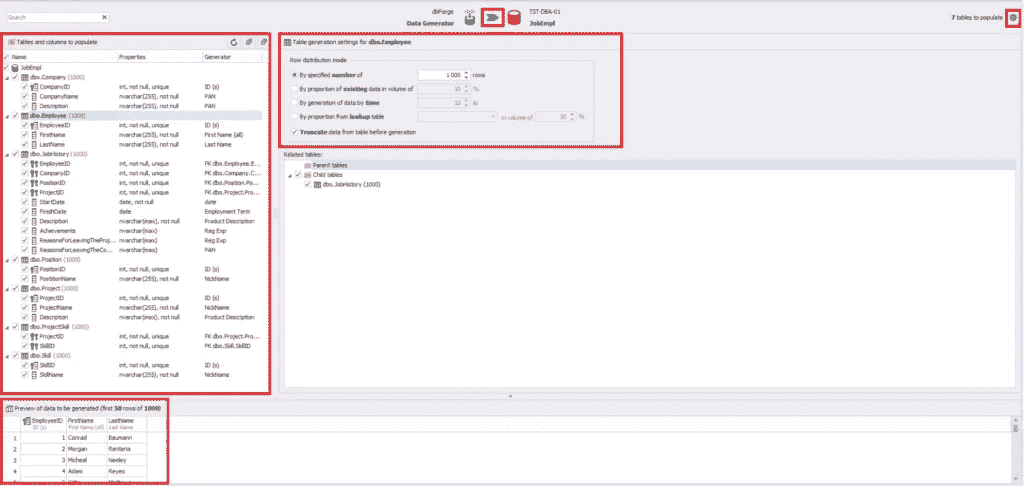 Search
dbForge
Data Generator
TST-DBA-01
JobEmpl
7 tables to populate
Tables and columns to populate
Name Properties Generator
JobEmpl
dbo.Company (1000)
CompanyID int, not null, unique ID (s)
CompanyName nvarchar(255), not null PAN
Description nvarchar(255), not null PAN
dbo.Employee (1000)
EmployeeID int, not null, unique ID (s)
FirstName nvarchar(255), not null First Name (all)
LastName nvarchar(255), not null Last Name
dbo.JobHistory (1000)
EmployeeID int, not null, unique FK dbo.Employee.E...
CompanyID int, not null, unique FK dbo.Company.C...
PositionID int, not null, unique FK dbo.Position.Po...
ProjectID int, not null, unique FK dbo.Project.Proj...
StartDate date, not null date
FinishDate date Employment Term
Description nvarchar(max), not null Product Description
Achievements nvarchar(max) Reg Exp
ReasonsForLeavingTheProj... nvarchar(max) Reg Exp
ReasonsForLeavingTheCo... nvarchar(max) PAN
dbo.Position (1000)
PositionID int, not null, unique ID (s)
PositionName nvarchar(255), not null NickName
dbo.Project (1000)
ProjectID int, not null, unique ID (s)
ProjectName nvarchar(255), not null NickName
Description nvarchar(max), not null Product Description
dbo.ProjectSkill (1000)
ProjectID int, not null, unique FK dbo.Project.Pro...
SkillID int, not null, unique FK dbo.Skill.SkillID
dbo.Skill (1000)
SkillID int, not null, unique ID (s)
SkillName nvarchar(255), not null NickName
Table generation settings for dbo.Employee
Row distribution mode
By specified number of 1 000 rows
By proportion of existing data in volume of 10 %
By generation of data by time 10 s
By proportion from lookup table in volume of %
Truncate data from table before generation
Related tables:
Parent tables
Child tables
dbo.JobHistory (1000)
Preview of data to be generated (first 50 rows of 1000)
EmployeeID FirstName LastName
ID (s) First Name (all) Last Name
1 1 Conrad Baumann
2 2 Morgan Renteria
3 3 Micheal Neeley
4 4 Adam Reyes